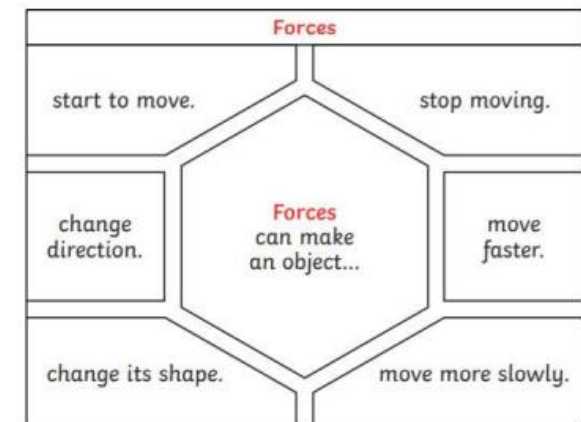 Forces
start to move.
stop moving.
change
direction.
Forces
can make
an object...
move
faster.
change its shape.
move more slowly.